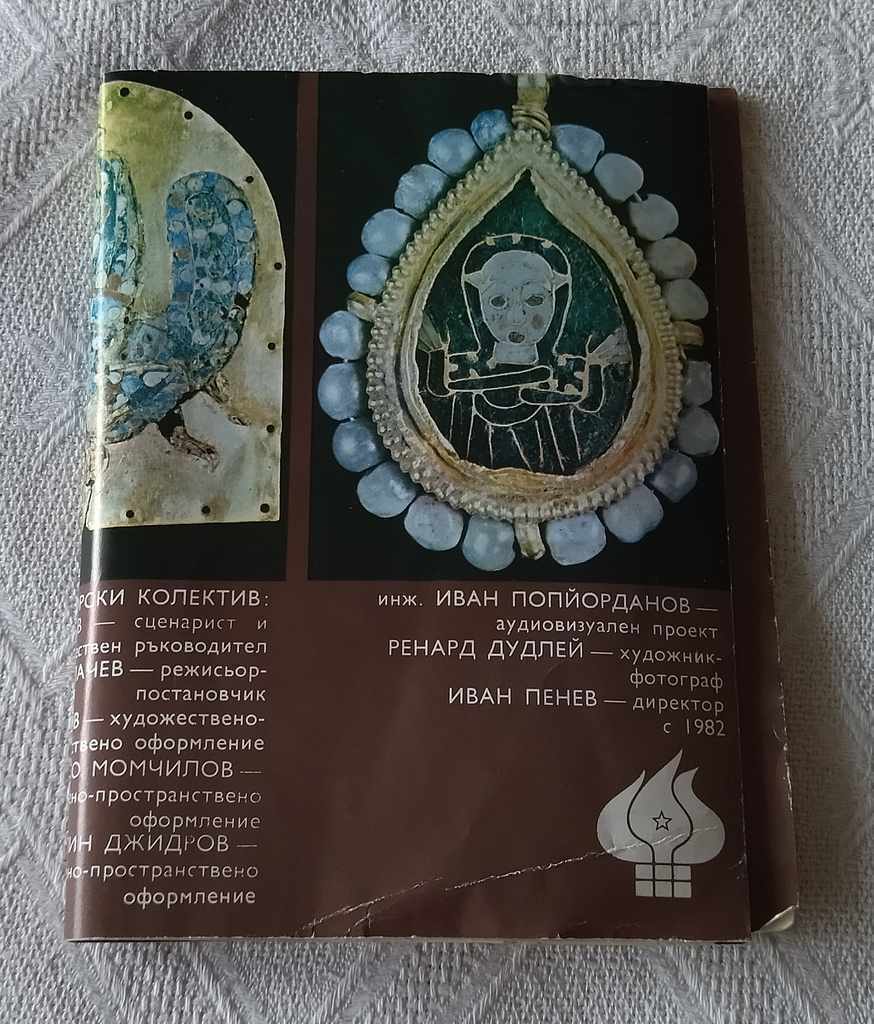 РСКИ КОЛЕКТИВ:
В — сценарист и
ствен ръководител
АЧЕВ — режисьор-
постановчик
В — художествено-
ствено оформление
О МОМЧИЛОВ —
но-пространствено
оформление
ИН ДЖИДРОВ —
но-пространствено
оформление
инж. ИВАН ПОПЙОРДАНОВ —
аудиовизуален проект
РЕНАРД ДУДЛЕЙ — художник-
фотограф
ИВАН ПЕНЕВ — директор
с 1982